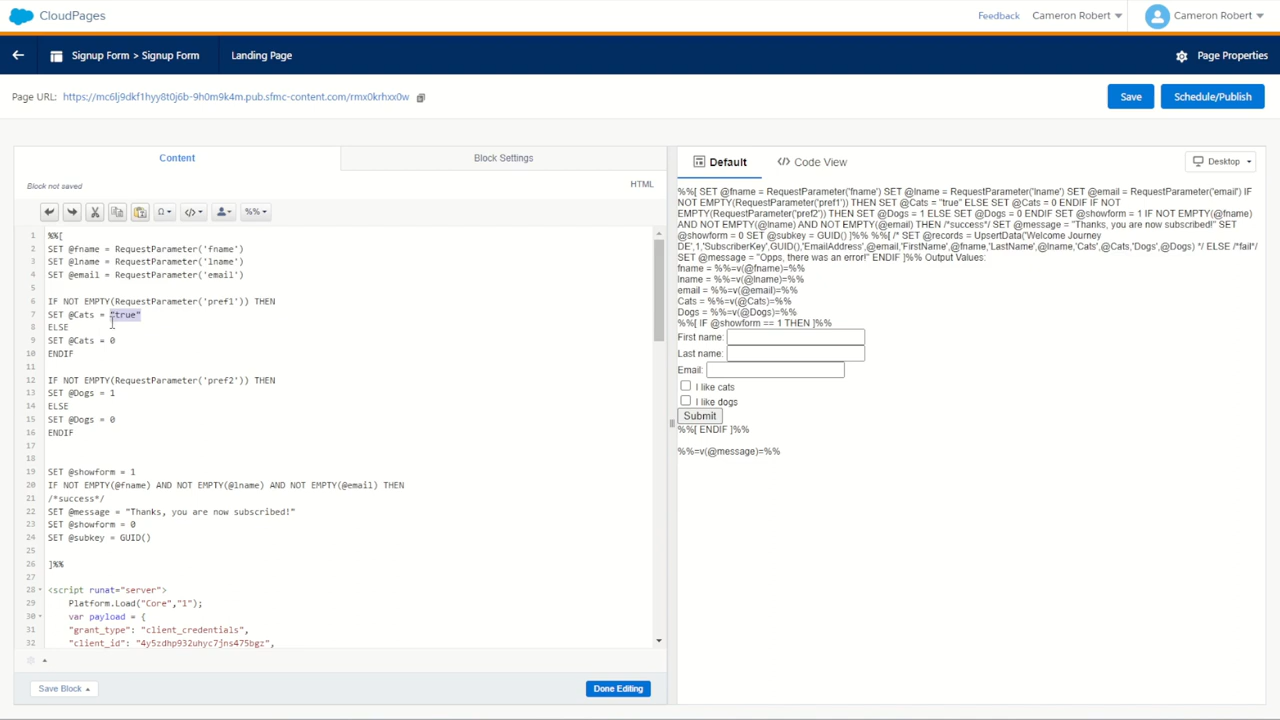 CloudPages
Feedback
Cameron Robert
Cameron Robert
Signup Form > Signup Form
Landing Page
Page Properties
Page URL: https://mc6lj9dkf1hyy8t0j6b-9h0m9k4m.pub.sfmc-content.com/rmx0krhxx0w
Save
Schedule/Publish
Content
Block Settings
Block not saved
HTML
%%
1 %%[
2 SET @fname = RequestParameter('fname')
3 SET @lname = RequestParameter('lname')
4 SET @email = RequestParameter('email')
5
6 IF NOT EMPTY(RequestParameter('pref1')) THEN
7 SET @Cats = "true"
8 ELSE
9 SET @Cats = 0
10 ENDIF
11
12 IF NOT EMPTY(RequestParameter('pref2')) THEN
13 SET @Dogs = 1
14 ELSE
15 SET @Dogs = 0
16 ENDIF
17
18
19 SET @showform = 1
20 IF NOT EMPTY(@fname) AND NOT EMPTY(@lname) AND NOT EMPTY(@email) THEN
21 /*success*/
22 SET @message = "Thanks, you are now subscribed!"
23 SET @showform = 0
24 SET @subkey = GUID()
25
26 ]%%
27
28 <script runat="server">
29 Platform.Load("Core","1");
30 var payload = {
31 "grant_type": "client_credentials",
32 "client_id": "4y5zdhp932uhyc7jns475bgz",
Save Block
Done Editing
Default
Code View
Desktop
%%[ SET @fname = RequestParameter('fname') SET @lname = RequestParameter('lname') SET @email = RequestParameter('email') IF
NOT EMPTY(RequestParameter('pref1')) THEN SET @Cats = "true" ELSE SET @Cats = 0 ENDIF IF NOT
EMPTY(RequestParameter('pref2')) THEN SET @Dogs = 1 ELSE SET @Dogs = 0 ENDIF SET @showform = 1 IF NOT EMPTY(@fname)
AND NOT EMPTY(@lname) AND NOT EMPTY(@email) THEN /*success*/ SET @message = "Thanks, you are now subscribed!" SET
@showform = 0 SET @subkey = GUID() ]%% %%[ /* SET @records = UpsertData('Welcome Journey
DE',1,'SubscriberKey',GUID(),'EmailAddress',@email,'FirstName',@fname,'LastName',@lname,'Cats',@Cats,'Dogs',@Dogs) */ ELSE /*fail*/
SET @message = "Opps, there was an error!" ENDIF ]%% Output Values:
fname = %%=v(@fname)=%%
lname = %%=v(@lname)=%%
email = %%=v(@email)=%%
Cats = %%=v(@Cats)=%%
Dogs = %%=v(@Dogs)=%%
%%[ IF @showform == 1 THEN ]%%
First name:
Last name:
Email:
I like cats
I like dogs
Submit
%%[ ENDIF ]%%
%%=v(@message)=%%